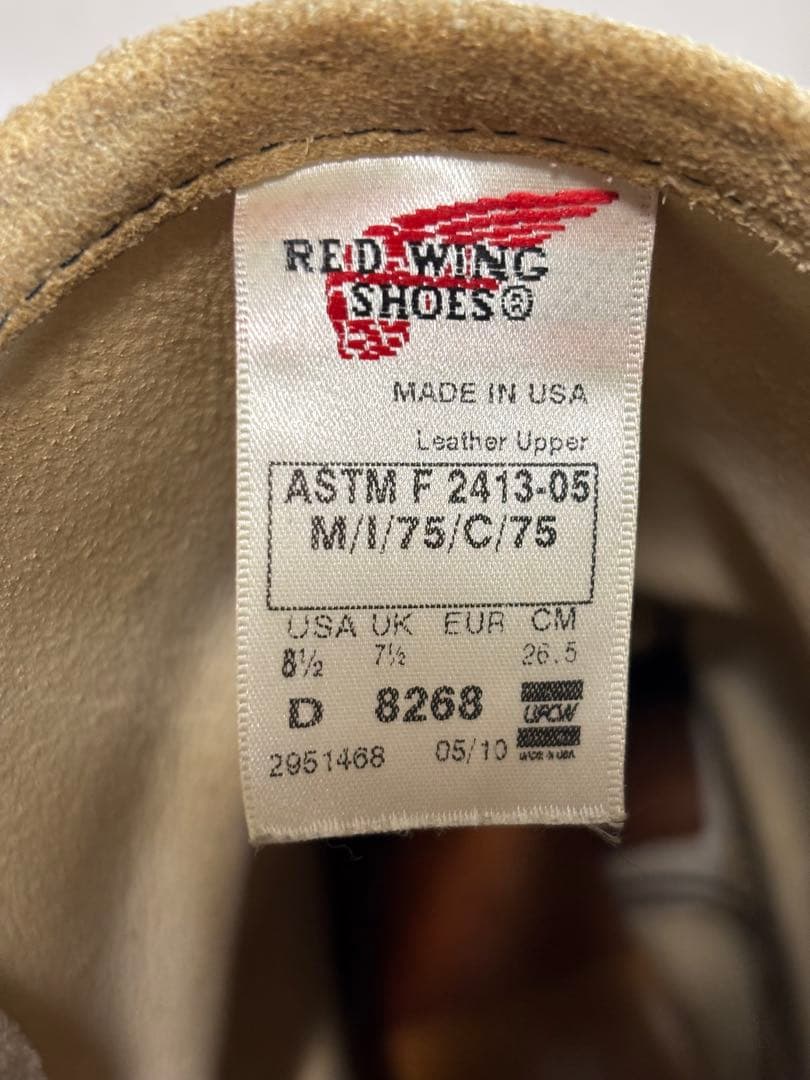 RED WING
SHOES®
MADE IN USA
Leather Upper
ASTM F 2413-05
M/I/75/C/75
USA UK EUR CM
8½ 7½ 26.5
D 8268 UFCW
2951468 05/10 MADE IN USA